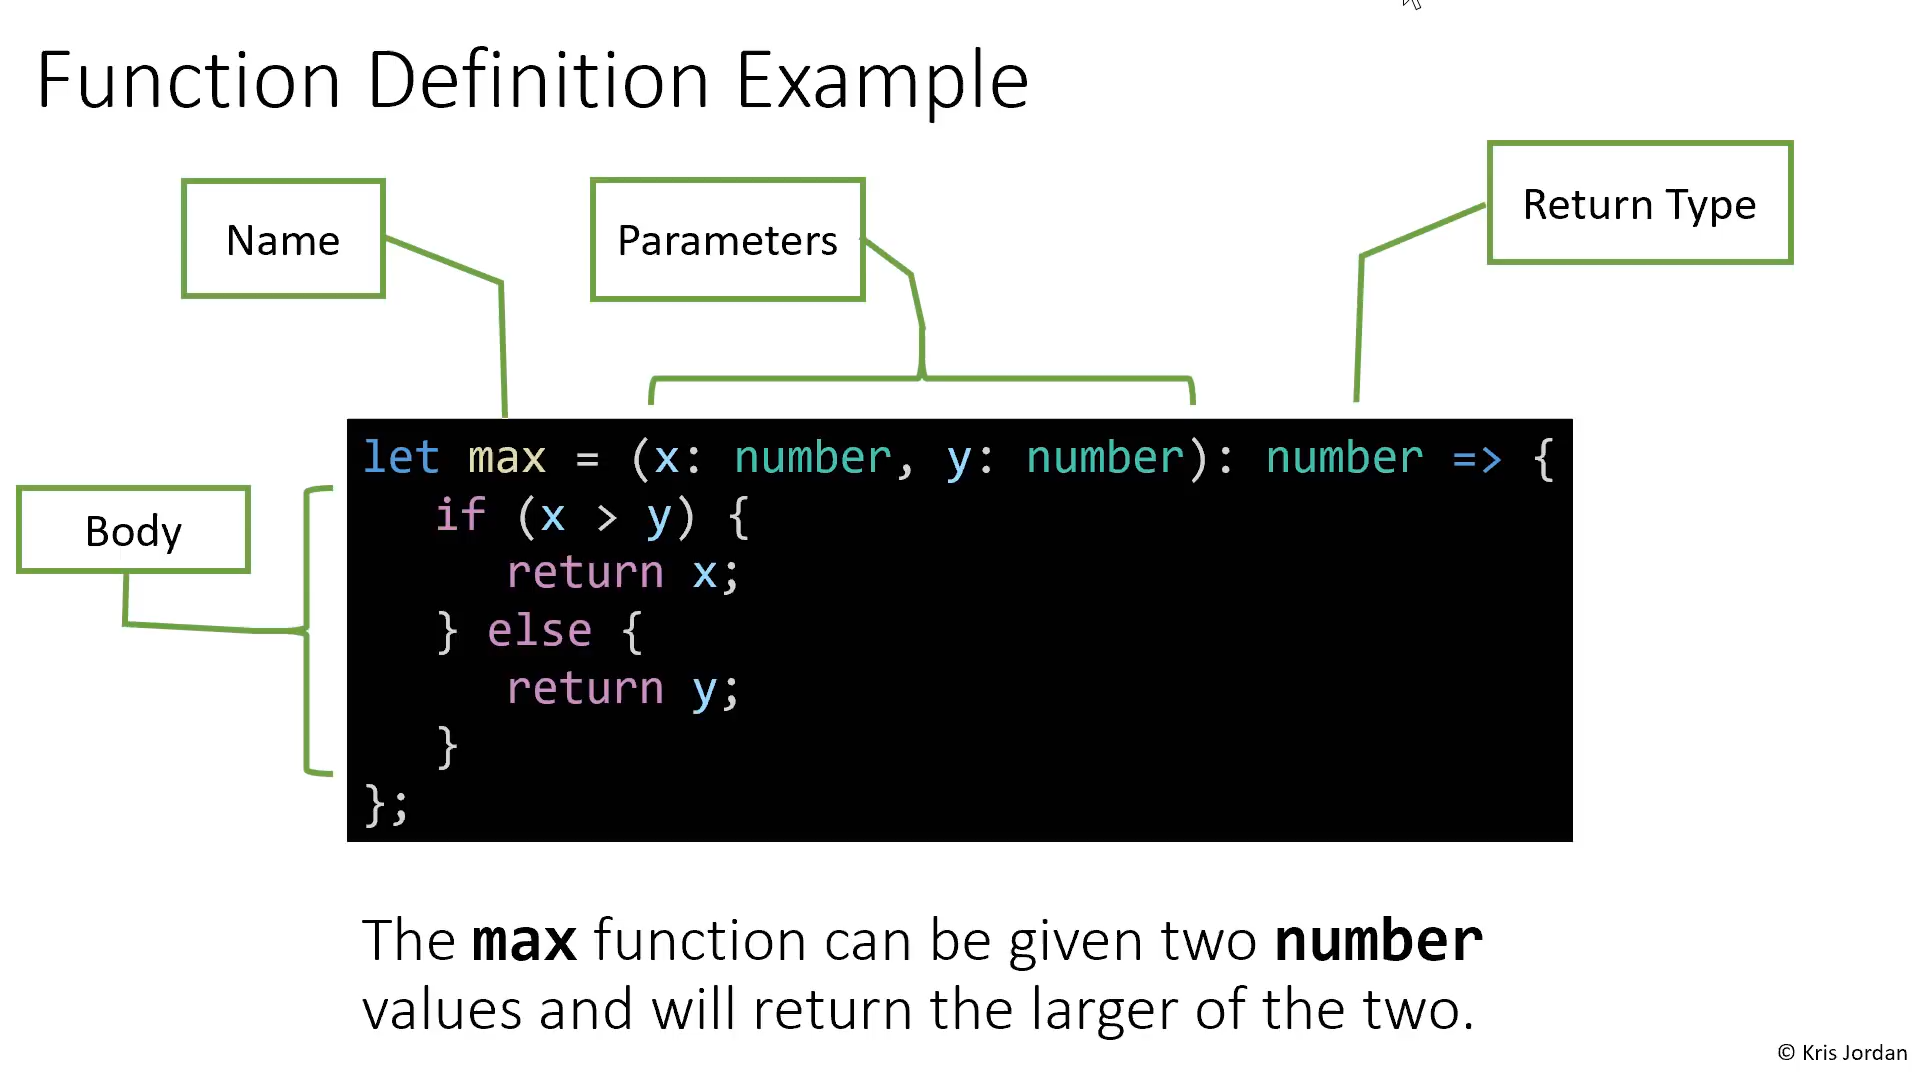 Function Definition Example
Name
Parameters
Return Type
Body
let max = (x: number, y: number): number => {
if (x > y) {
return x;
} else {
return y;
}
};
The max function can be given two number
values and will return the larger of the two.
© Kris Jordan